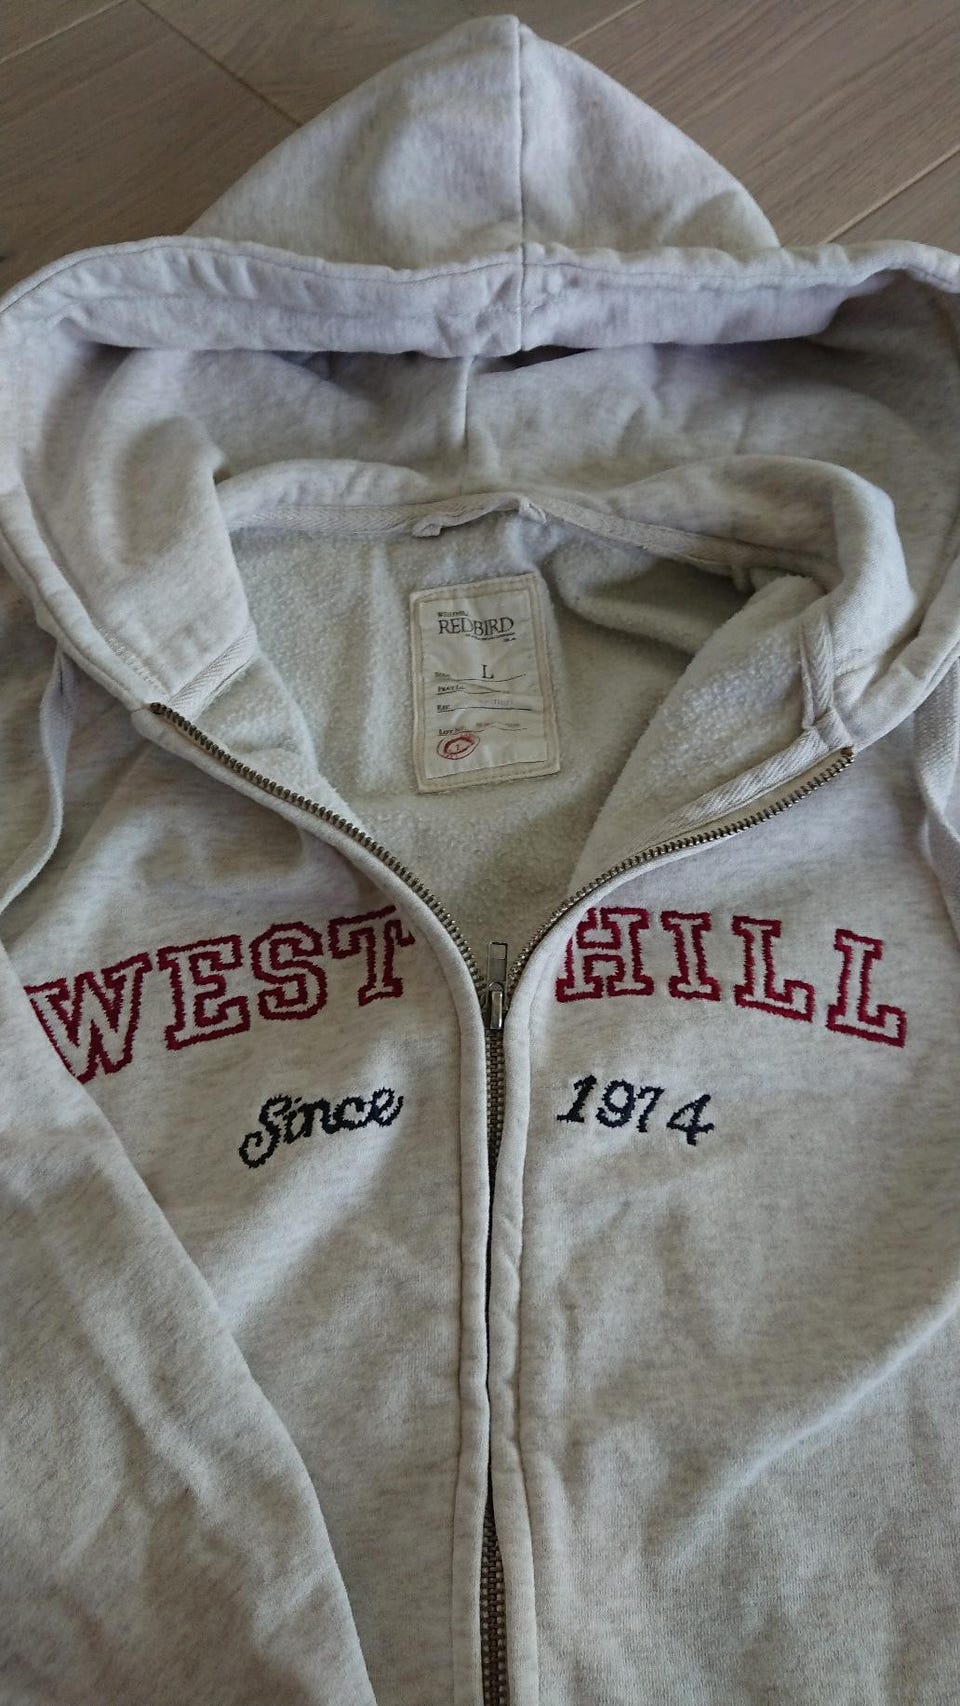 REDBIRD
L
WEST HILL
Since 1974